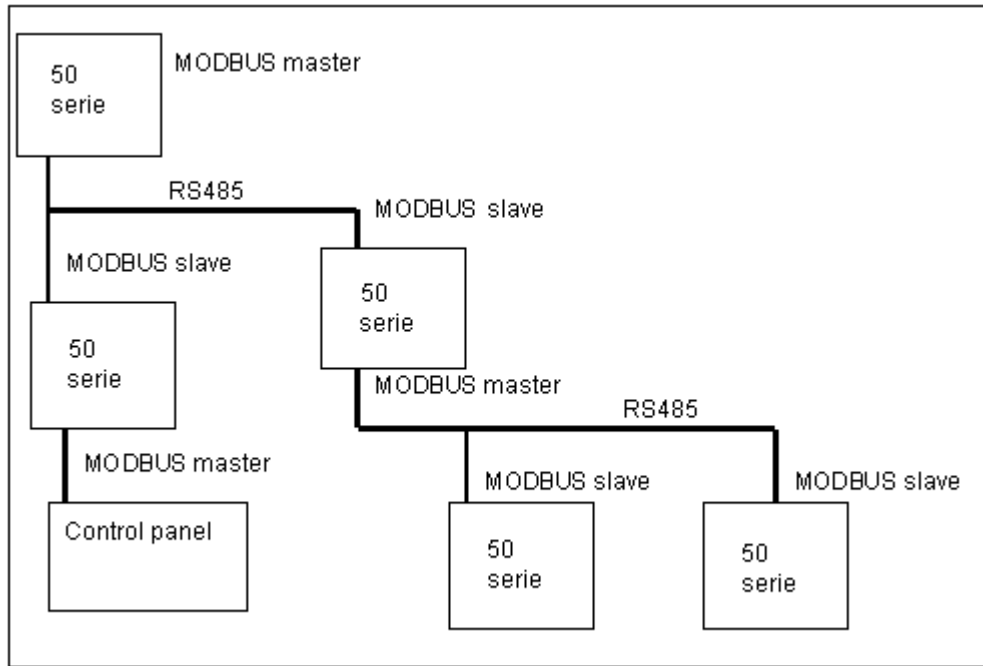 50
serie
MODBUS master
RS485
MODBUS slave
MODBUS slave
50
serie
50
serie
MODBUS master
RS485
MODBUS master
MODBUS slave
MODBUS slave
Control panel
50
serie
50
serie